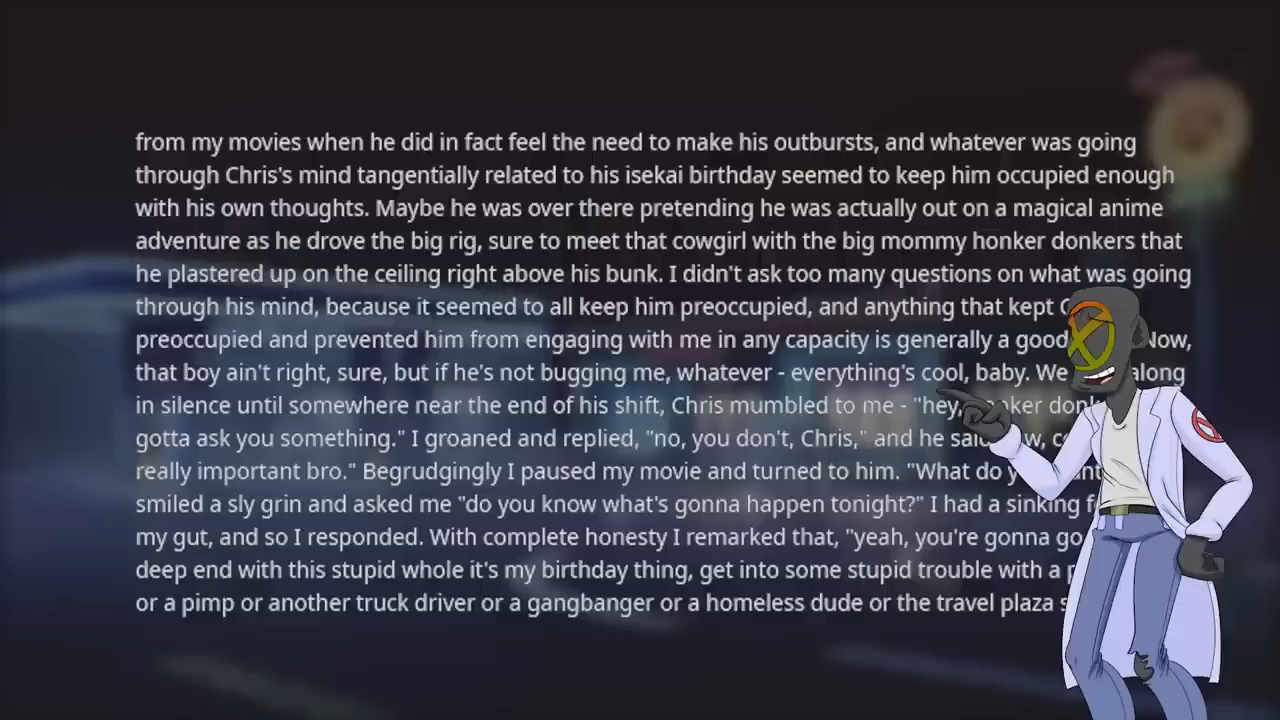 from my movies when he did in fact feel the need to make his outbursts, and whatever was going
through Chris's mind tangentially related to his isekai birthday seemed to keep him occupied enough
with his own thoughts. Maybe he was over there pretending he was actually out on a magical anime
adventure as he drove the big rig, sure to meet that cowgirl with the big mommy honker donkers that
he plastered up on the ceiling right above his bunk. I didn't ask too many questions on what was going
through his mind, because it seemed to all keep him preoccupied, and anything that kept
preoccupied and prevented him from engaging with me in any capacity is generally a good Now,
that boy ain't right, sure, but if he's not bugging me, whatever - everything's cool, baby. We along
in silence until somewhere near the end of his shift, Chris mumbled to me - "hey,
gotta ask you something." I groaned and replied, "no, you don't, Chris," and he
really important bro." Begrudgingly I paused my movie and turned to him. "What do
smiled a sly grin and asked me "do you know what's gonna happen tonight?" I had a sinking
my gut, and so I responded. With complete honesty I remarked that, "yeah, you're gonna go
deep end with this stupid whole it's my birthday thing, get into some stupid trouble with a
or a pimp or another truck driver or a gangbanger or a homeless dude or the travel plaza